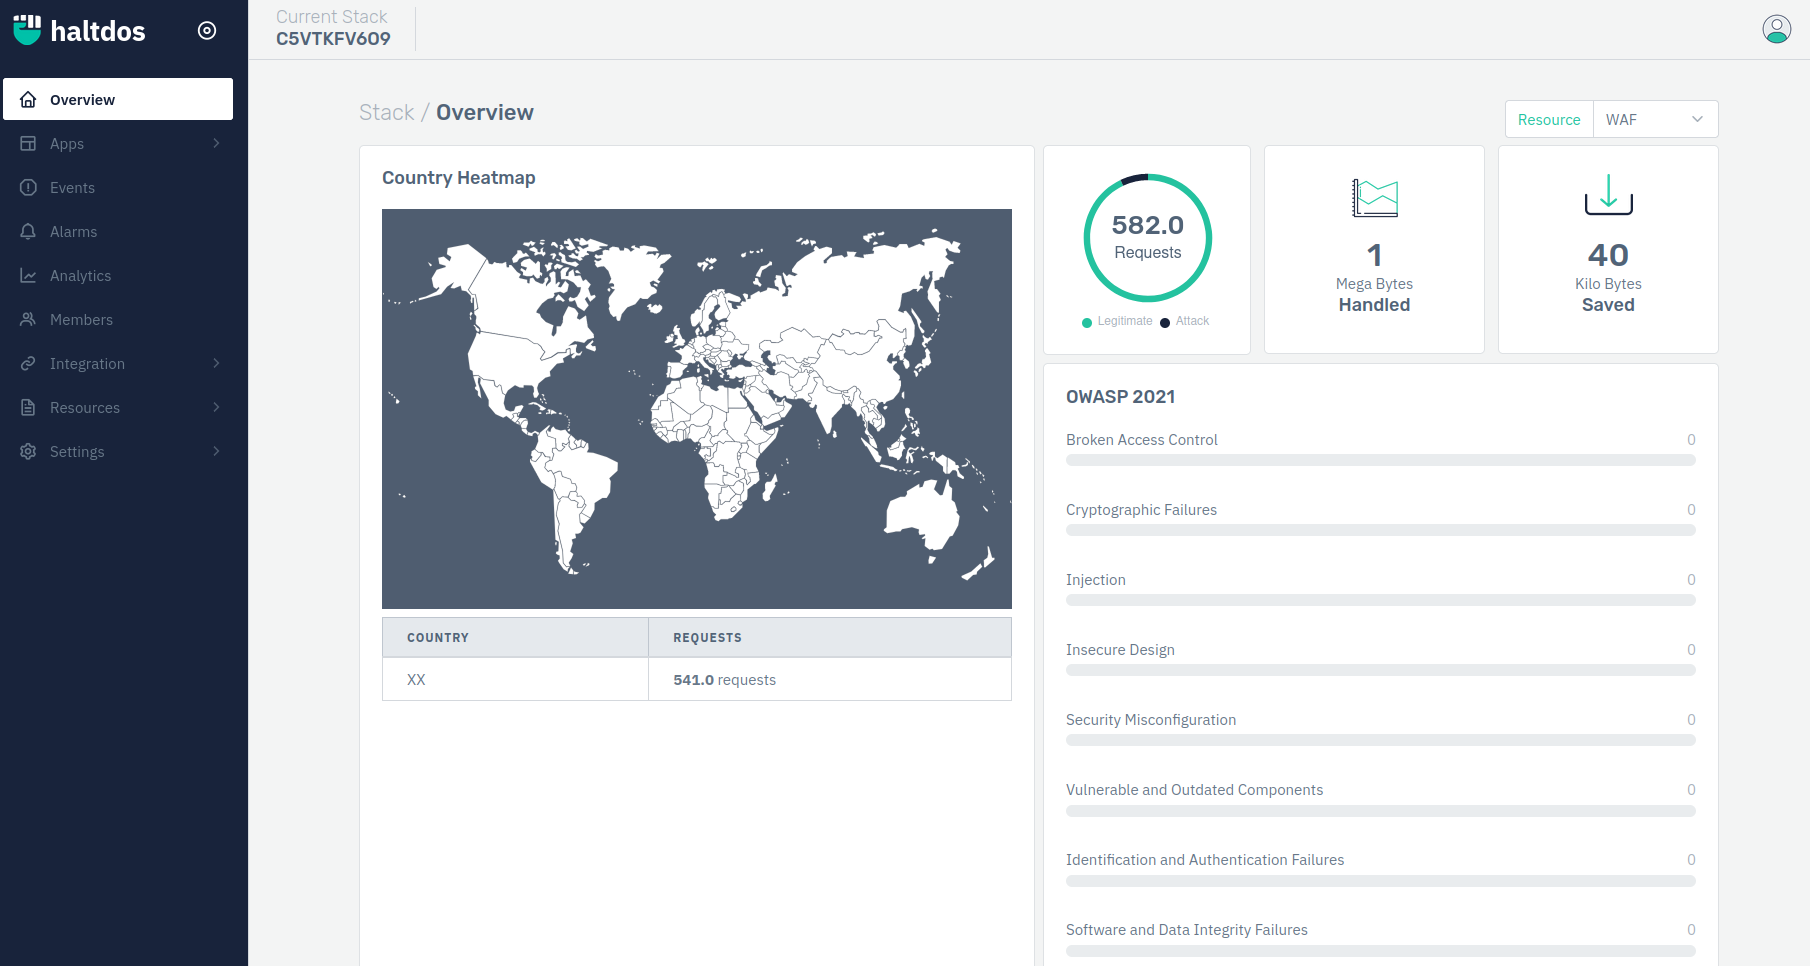 haltdos
Overview
Apps
Events
Alarms
Analytics
Members
Integration
Resources
Settings
Current Stack
C5VTKFV6O9
Stack / Overview
Resource WAF
Country Heatmap
COUNTRY REQUESTS
XX 541.0 requests
582.0
Requests
Legitimate Attack
1
Mega Bytes
Handled
40
Kilo Bytes
Saved
OWASP 2021
Broken Access Control 0
Cryptographic Failures 0
Injection 0
Insecure Design 0
Security Misconfiguration 0
Vulnerable and Outdated Components 0
Identification and Authentication Failures 0
Software and Data Integrity Failures 0